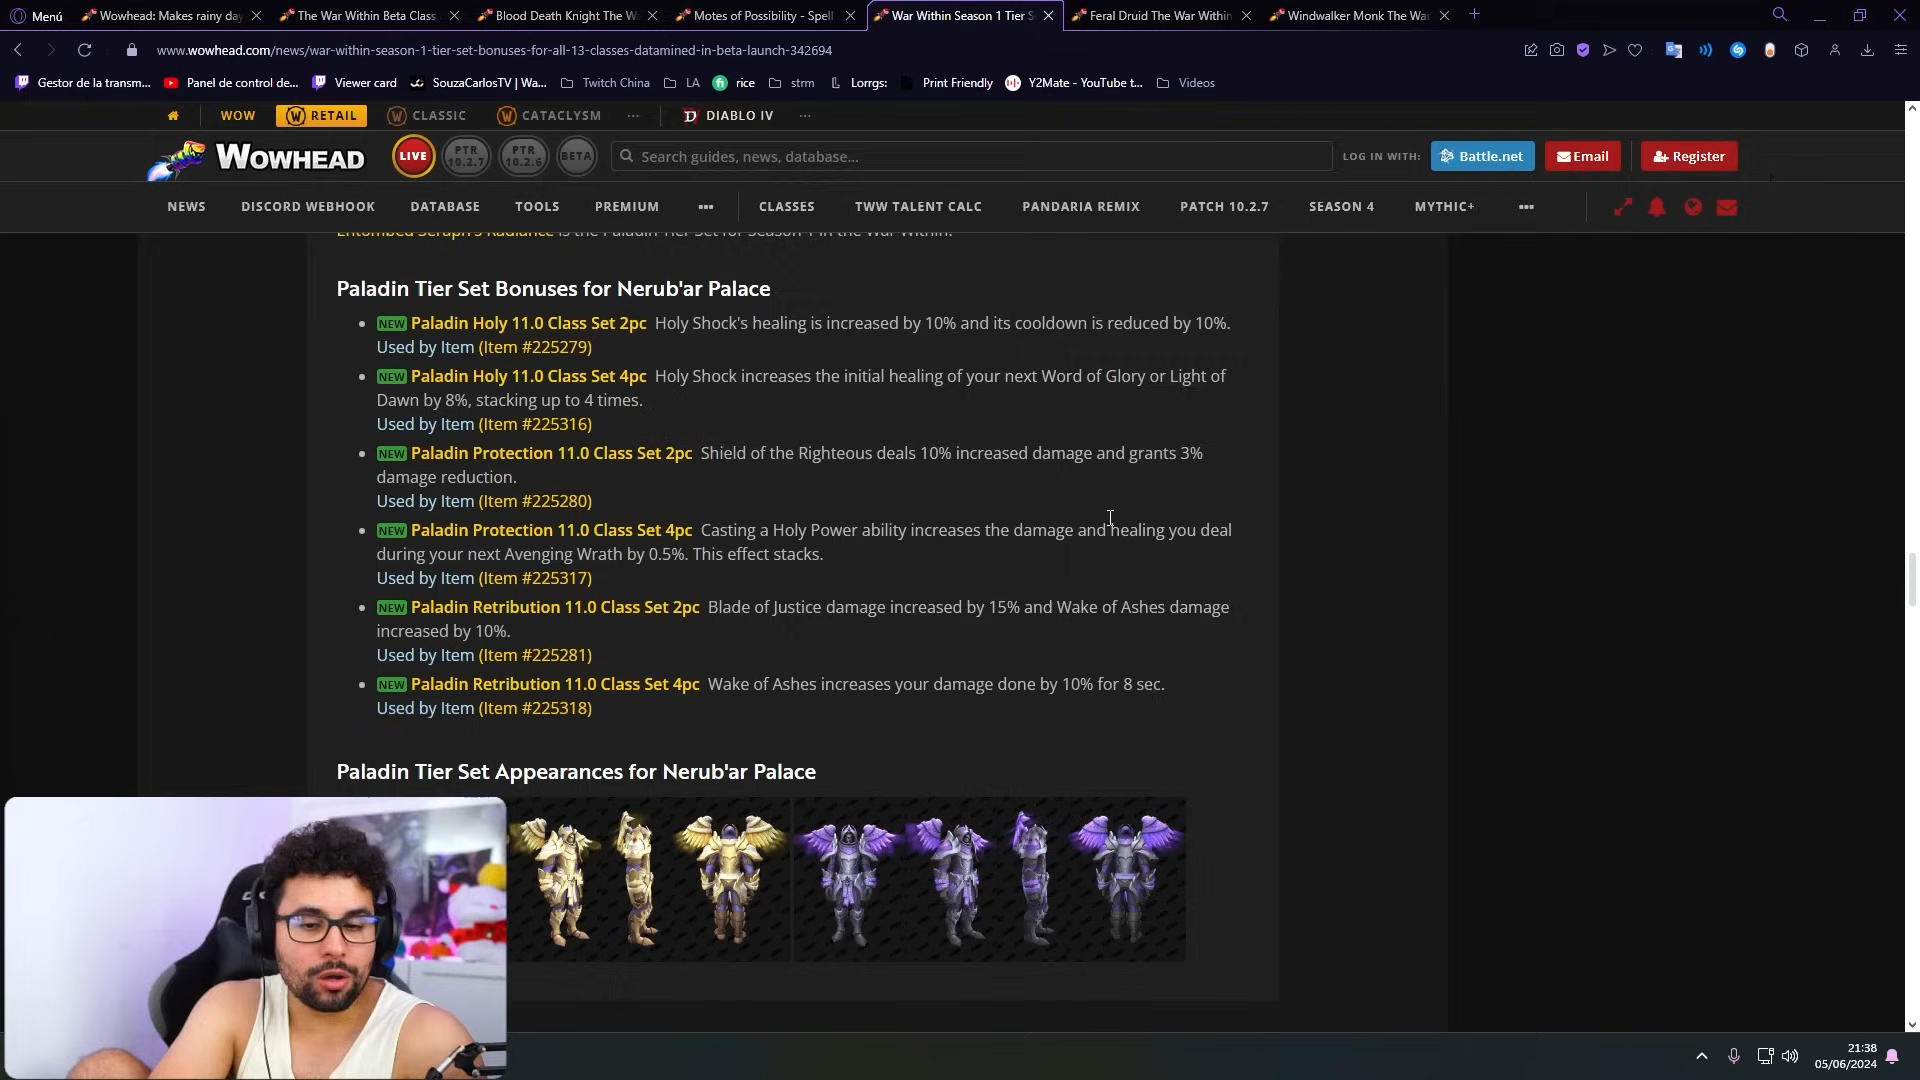 Menú
Wowhead: Makes rainy day
The War Within Beta Class
Blood Death Knight The W
Motes of Possibility - Spell
War Within Season 1 Tier S
Feral Druid The War Within
Windwalker Monk The War
www.wowhead.com/news/war-within-season-1-tier-set-bonuses-for-all-13-classes-datamined-in-beta-launch-342694
Gestor de la transm...
Panel de control de...
Viewer card
SouzaCarlosTV | Wa...
Twitch China
LA
rice
strm
Lorrgs:
Print Friendly
Y2Mate - YouTube t...
Videos
WOW
RETAIL
CLASSIC
CATACLYSM
...
DIABLO IV
...
WOWHEAD
LIVE
PTR 10.2.7
PTR 10.2.6
BETA
Search guides, news, database...
LOG IN WITH:
Battle.net
Email
Register
NEWS
DISCORD WEBHOOK
DATABASE
TOOLS
PREMIUM
...
CLASSES
TWW TALENT CALC
PANDARIA REMIX
PATCH 10.2.7
SEASON 4
MYTHIC+
...
Entombed Seraph's Radiance is the Paladin Tier Set for Season 1 in the War Within.
Paladin Tier Set Bonuses for Nerub'ar Palace
NEW Paladin Holy 11.0 Class Set 2pc Holy Shock's healing is increased by 10% and its cooldown is reduced by 10%.
Used by Item (Item #225279)
NEW Paladin Holy 11.0 Class Set 4pc Holy Shock increases the initial healing of your next Word of Glory or Light of
Dawn by 8%, stacking up to 4 times.
Used by Item (Item #225316)
NEW Paladin Protection 11.0 Class Set 2pc Shield of the Righteous deals 10% increased damage and grants 3%
damage reduction.
Used by Item (Item #225280)
NEW Paladin Protection 11.0 Class Set 4pc Casting a Holy Power ability increases the damage and healing you deal
during your next Avenging Wrath by 0.5%. This effect stacks.
Used by Item (Item #225317)
NEW Paladin Retribution 11.0 Class Set 2pc Blade of Justice damage increased by 15% and Wake of Ashes damage
increased by 10%.
Used by Item (Item #225281)
NEW Paladin Retribution 11.0 Class Set 4pc Wake of Ashes increases your damage done by 10% for 8 sec.
Used by Item (Item #225318)
Paladin Tier Set Appearances for Nerub'ar Palace
21:38
05/06/2024